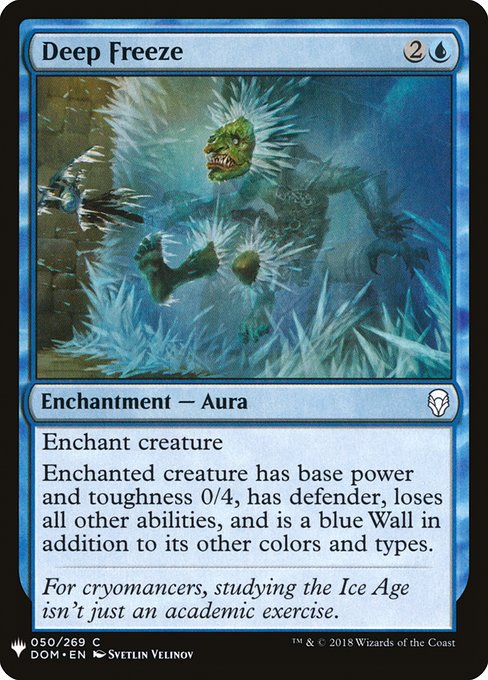 Deep Freeze 2
Enchantment — Aura
Enchant creature
Enchanted creature has base power
and toughness 0/4, has defender, loses
all other abilities, and is a blue Wall in
addition to its other colors and types.
For cryomancers, studying the Ice Age
isn't just an academic exercise.
050/269 C
DOM • EN Svetlin Velinov
™ & © 2018 Wizards of the Coast